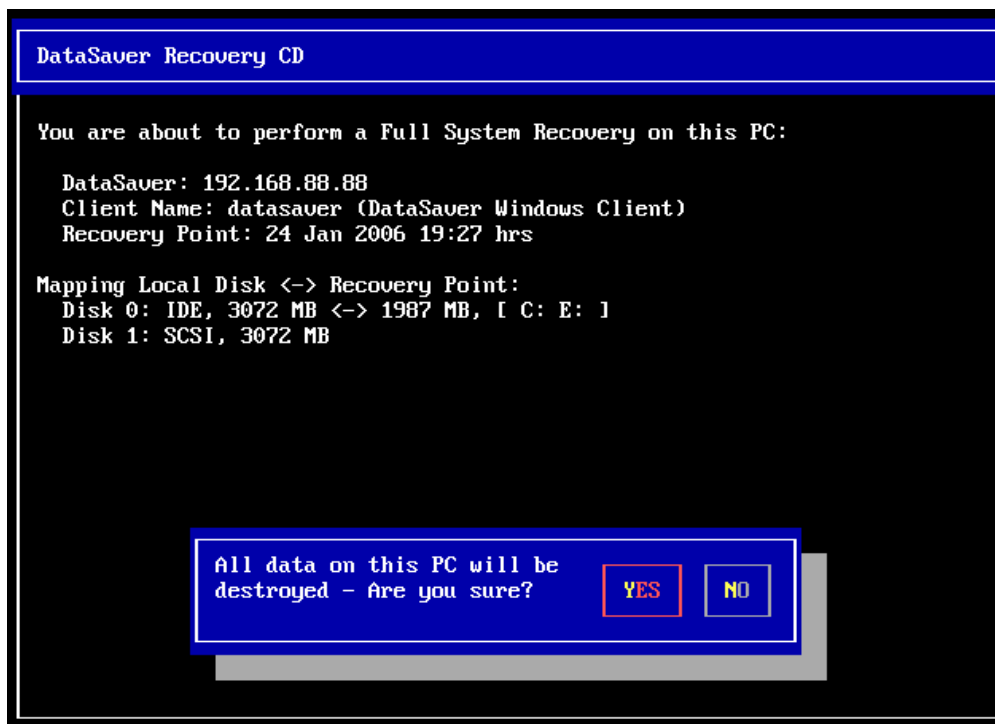 DataSaver Recovery CD
You are about to perform a Full System Recovery on this PC:
DataSaver: 192.168.88.88
Client Name: datasaver (DataSaver Windows Client)
Recovery Point: 24 Jan 2006 19:27 hrs
Mapping Local Disk <-> Recovery Point:
Disk 0: IDE, 3072 MB <-> 1987 MB, [ C: E: ]
Disk 1: SCSI, 3072 MB
All data on this PC will be
destroyed - Are you sure?
YES
NO